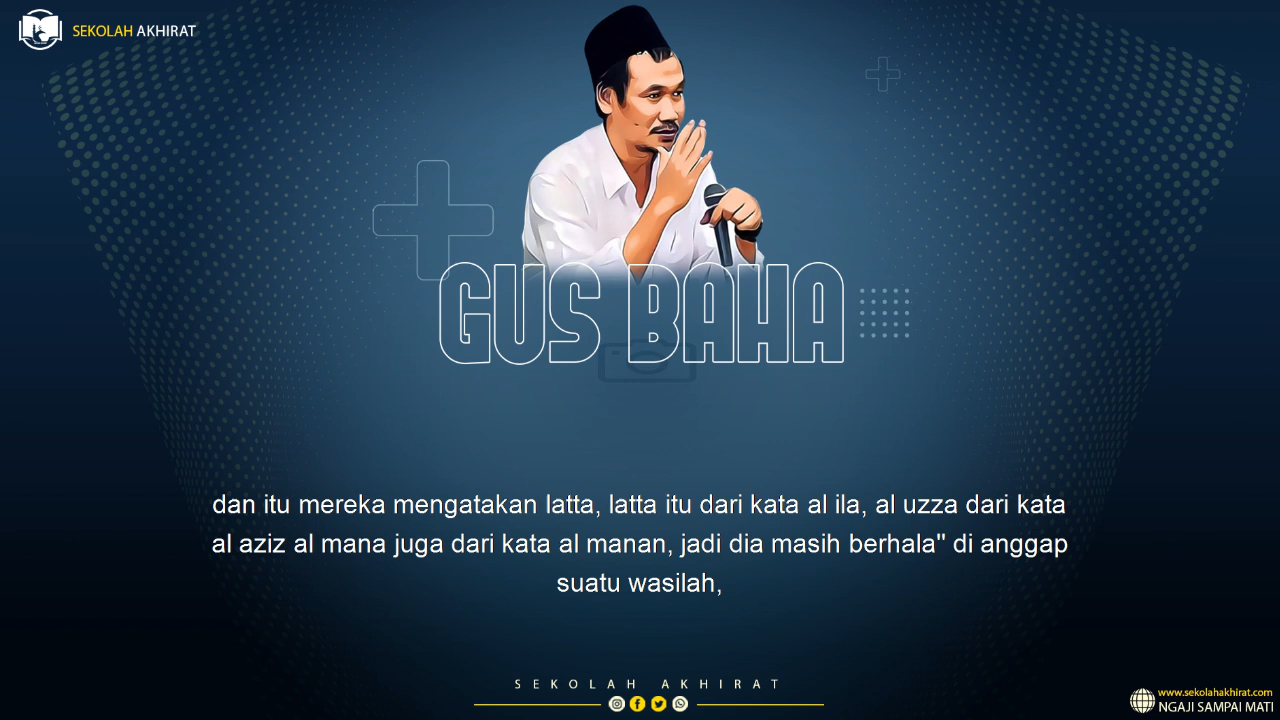 SEKOLAH AKHIRAT
GUS BAHA
dan itu mereka mengatakan latta, latta itu dari kata al ila, al uzza dari kata
al aziz al mana juga dari kata al manan, jadi dia masih berhala" di anggap
suatu wasilah,
SEKOLAH AKHIRAT
www.sekolahakhirat.com
NGAJI SAMPAI MATI